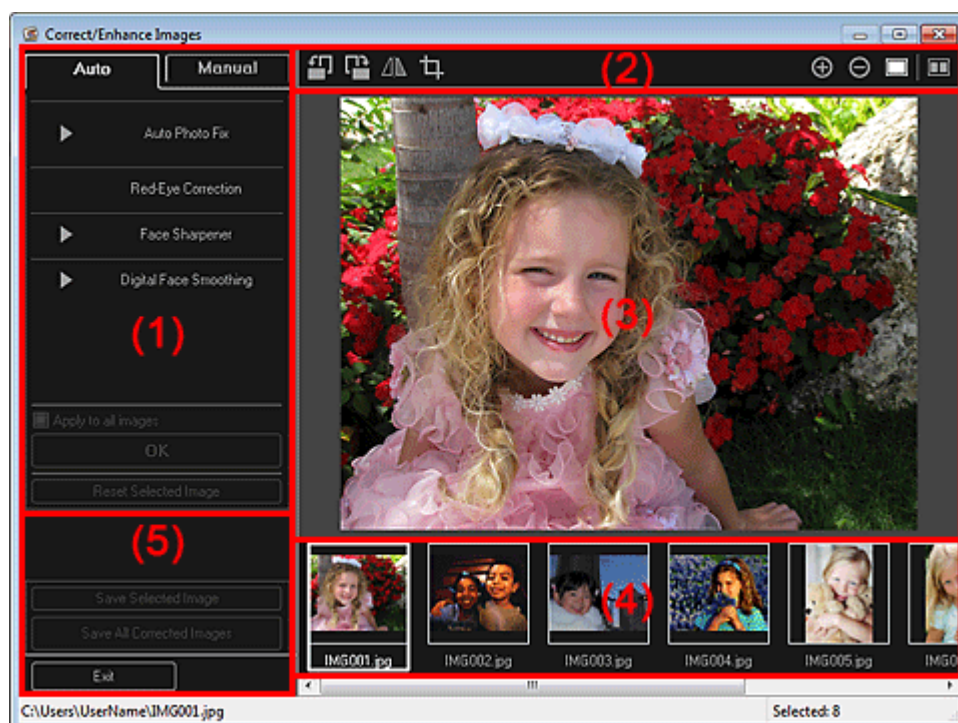 Correct/Enhance Images
Auto Manual
(2)
Auto Photo Fix
Red-Eye Correction
Face Sharpener
Digital Face Smoothing
(1)
(3)
Apply to all images
OK
Reset Selected Image
(5)
(4)
Save Selected Image
Save All Corrected Images
Exit
IMG001.jpg IMG002.jpg IMG003.jpg IMG004.jpg IMG005.jpg IMG0
C:\Users\UserName\IMG001.jpg Selected: 8